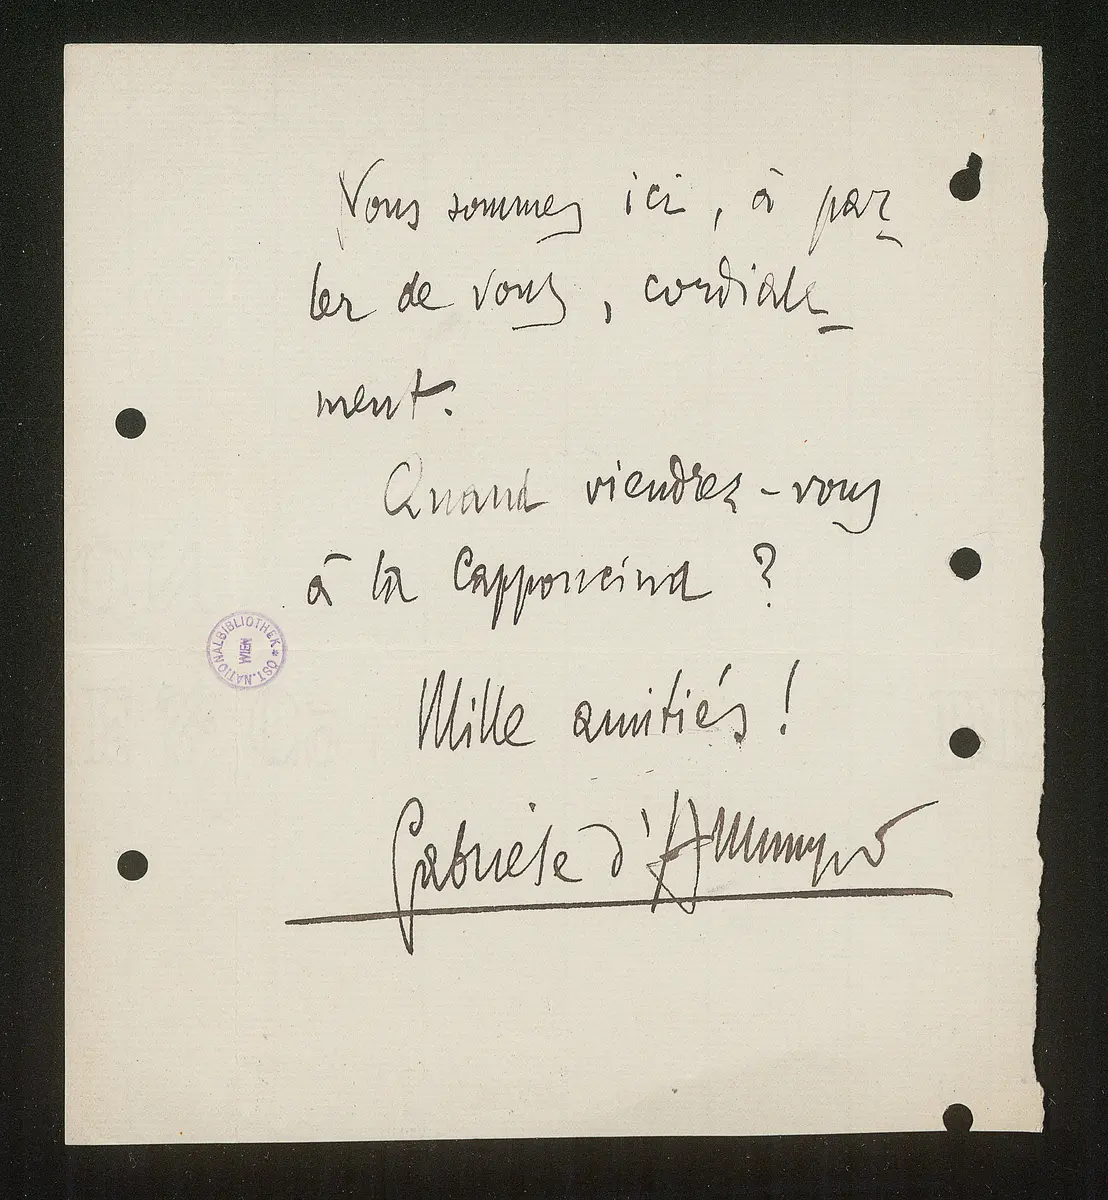 Nous sommes ici, à par-
ler de vous, cordiale-
ment.
Quand viendrez-vous
à la Capponcina ?
ÖST. NATIONALBIBLIOTHEK * WIEN
Mille amitiés !
Gabriele d'Annunzio